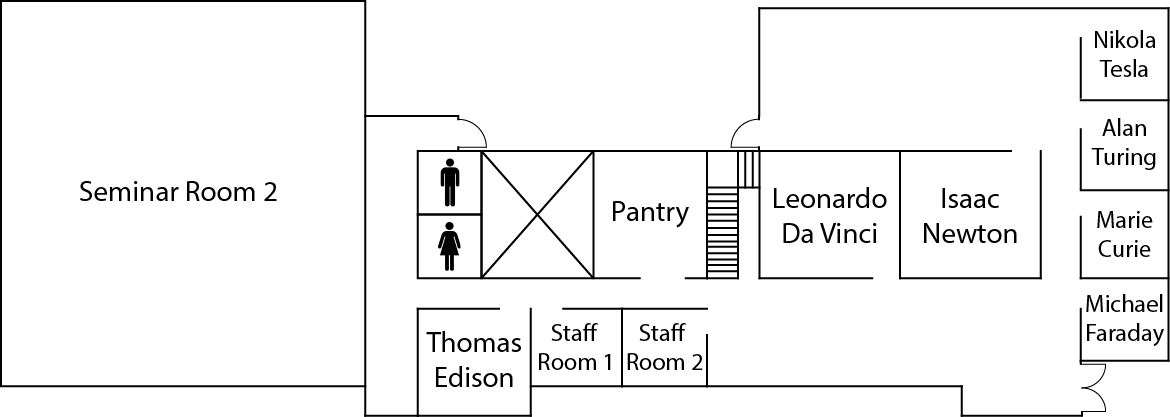 Seminar Room 2
Pantry
Leonardo
Da Vinci
Isaac
Newton
Nikola
Tesla
Alan
Turing
Marie
Curie
Michael
Faraday
Thomas
Edison
Staff
Room 1
Staff
Room 2